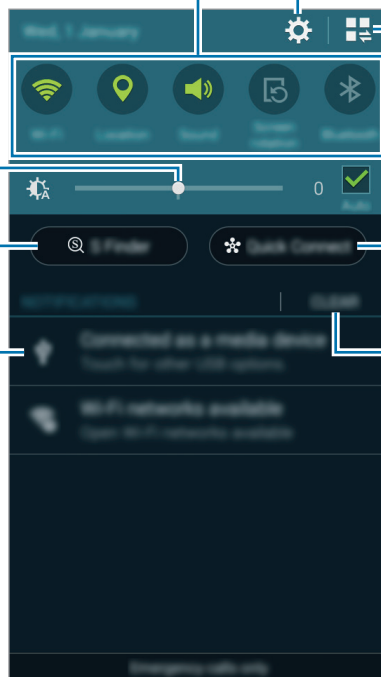 Wed, 1 January
Wi-Fi Location Sound Screen rotation Bluetooth
0
Auto
S Finder Quick Connect
NOTIFICATIONS CLEAR
Connected as a media device
Touch for other USB options
Wi-Fi networks available
Open Wi-Fi networks available
Emergency calls only